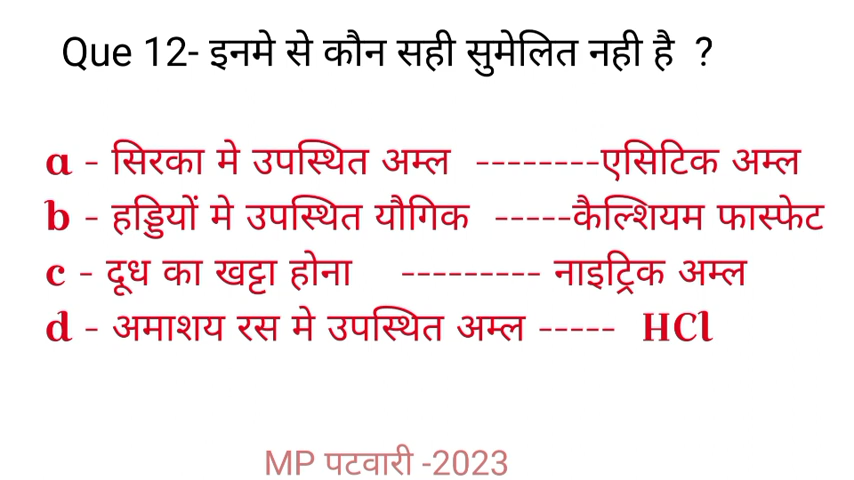 Que 12- इनमे से कौन सही सुमेलित नही है ?
a - सिरका मे उपस्थित अम्ल --------एसिटिक अम्ल
b - हड्डियों मे उपस्थित यौगिक -----कैल्शियम फास्फेट
c - दूध का खट्टा होना --------- नाइट्रिक अम्ल
d - अमाशय रस मे उपस्थित अम्ल ----- HCl
MP पटवारी -2023